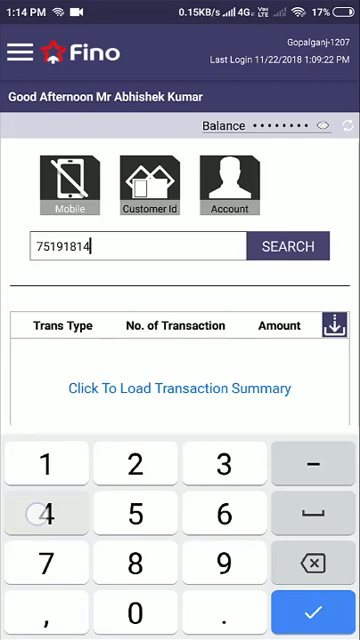 1:14 PM 0.15KB/s 4G VoLTE 17%
Fino
Gopalganj-1207
Last Login 11/22/2018 1:09:22 PM
Good Afternoon Mr Abhishek Kumar
Balance ••••••••
Mobile Customer Id Account
75191814 SEARCH
Trans Type No. of Transaction Amount
Click To Load Transaction Summary
1 2 3 –
4 5 6
7 8 9
, 0 .